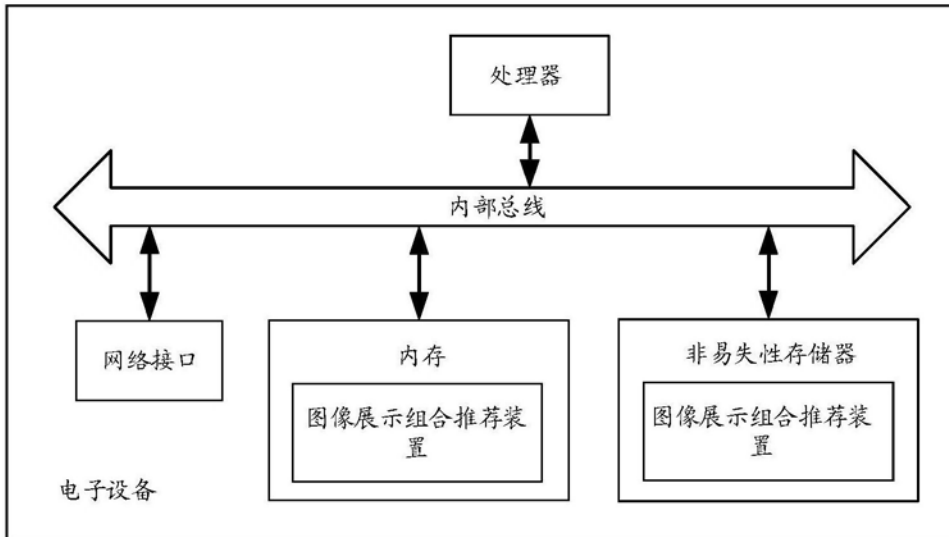 处理器
内部总线
网络接口
内存
图像展示组合推荐装
置
非易失性存储器
图像展示组合推荐装
置
电子设备